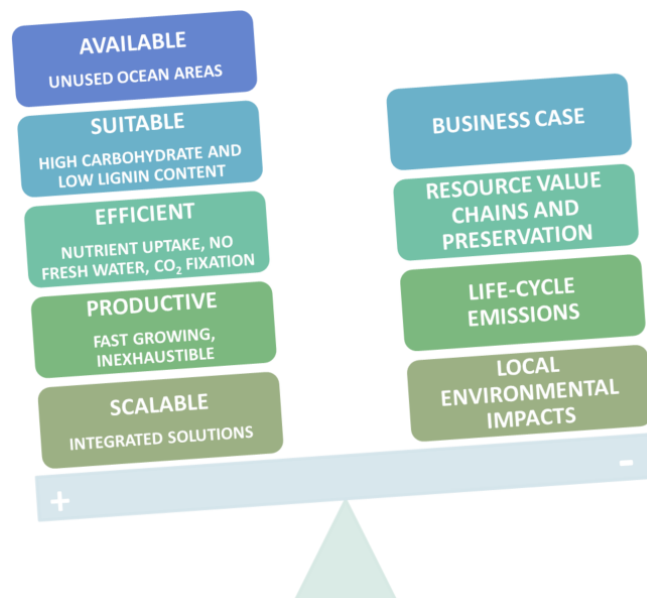 AVAILABLE
UNUSED OCEAN AREAS
SUITABLE
HIGH CARBOHYDRATE AND
LOW LIGNIN CONTENT
EFFICIENT
NUTRIENT UPTAKE, NO
FRESH WATER, CO₂ FIXATION
PRODUCTIVE
FAST GROWING,
INEXHAUSTIBLE
SCALABLE
INTEGRATED SOLUTIONS
+
BUSINESS CASE
RESOURCE VALUE
CHAINS AND
PRESERVATION
LIFE-CYCLE
EMISSIONS
LOCAL
ENVIRONMENTAL
IMPACTS
-